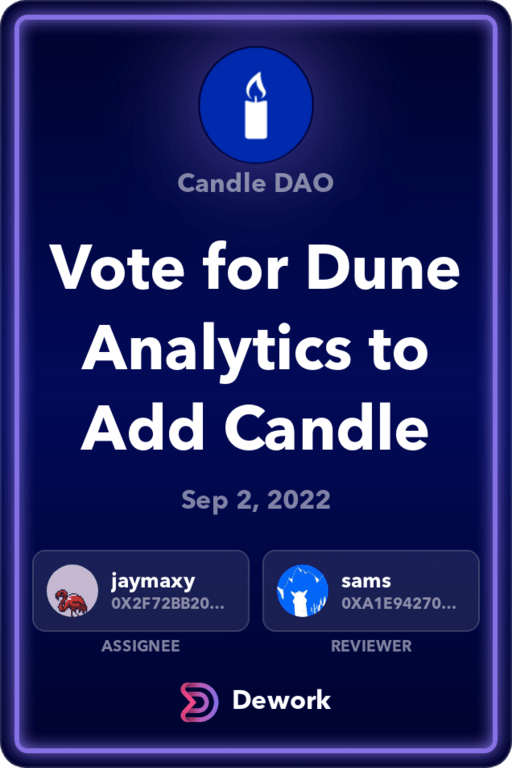 Candle DAO
Vote for Dune
Analytics to
Add Candle
Sep 2, 2022
jaymaxy
0X2F72BB20...
ASSIGNEE
sams
0XA1E94270...
REVIEWER
Dework